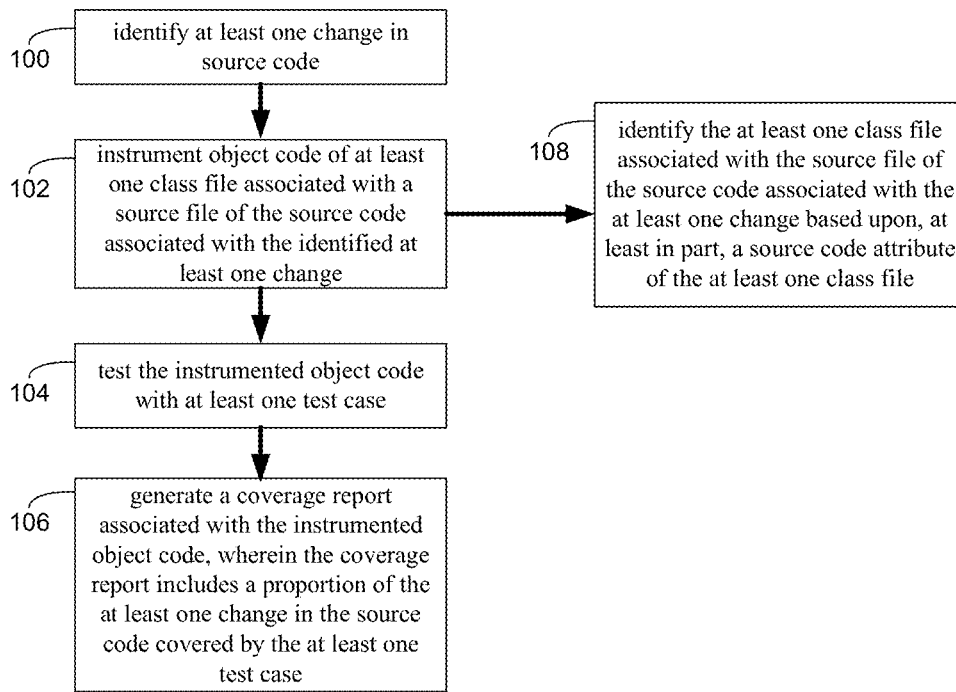 100
identify at least one change in
source code
102
instrument object code of at least
one class file associated with a
source file of the source code
associated with the identified at
least one change
108
identify the at least one class file
associated with the source file of
the source code associated with the
at least one change based upon, at
least in part, a source code attribute
of the at least one class file
104
test the instrumented object code
with at least one test case
106
generate a coverage report
associated with the instrumented
object code, wherein the coverage
report includes a proportion of the
at least one change in the source
code covered by the at least one
test case